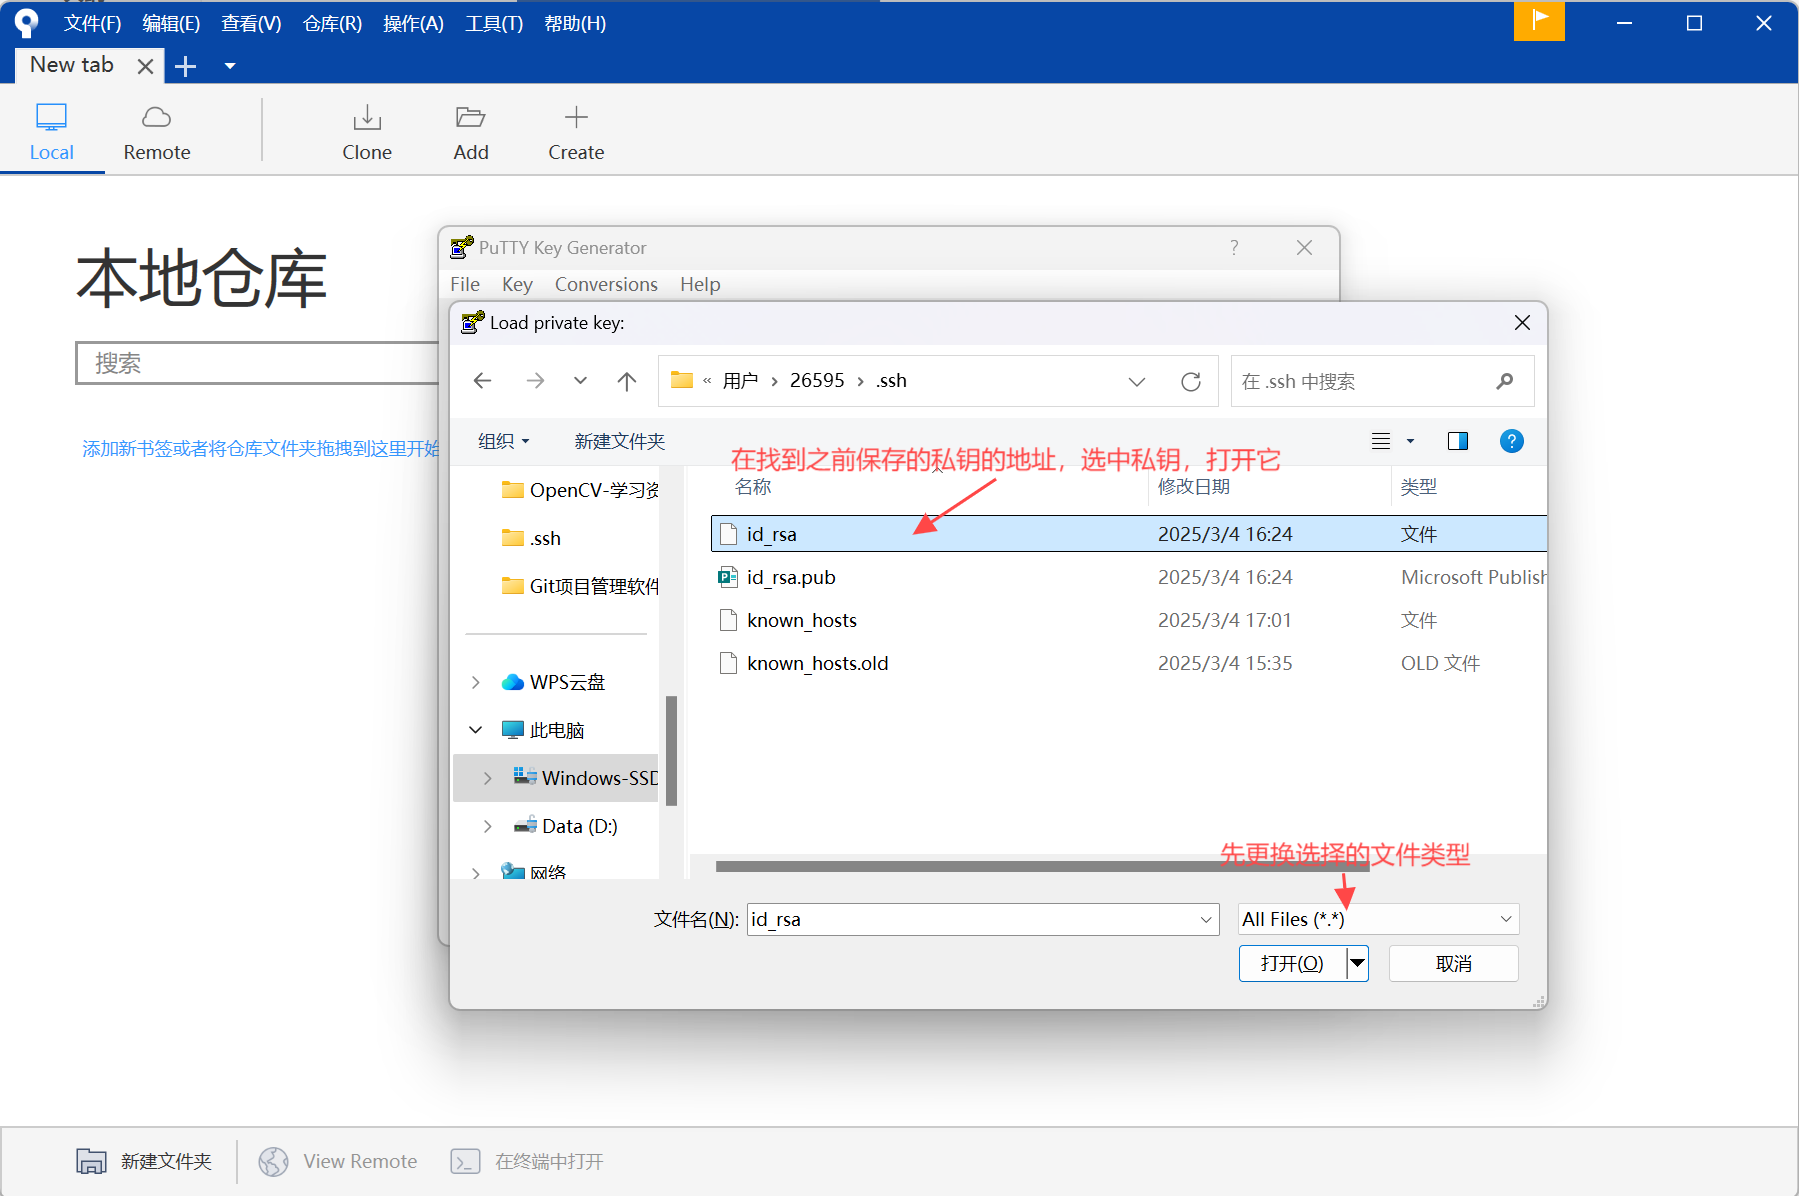 文件(F) 编辑(E) 查看(V) 仓库(R) 操作(A) 工具(T) 帮助(H)
New tab
Local Remote Clone Add Create
本地仓库
搜索
添加新书签或者将仓库文件夹拖拽到这里开始
PuTTY Key Generator ?
File Key Conversions Help
Load private key:
« 用户 › 26595 › .ssh
在 .ssh 中搜索
组织 新建文件夹 ?
在找到之前保存的私钥的地址，选中私钥，打开它
名称 修改日期 类型
OpenCV-学习资
.ssh
Git项目管理软件
WPS云盘
此电脑
Windows-SSD
Data (D:)
网络
id_rsa 2025/3/4 16:24 文件
id_rsa.pub 2025/3/4 16:24 Microsoft Publish
known_hosts 2025/3/4 17:01 文件
known_hosts.old 2025/3/4 15:35 OLD 文件
先更换选择的文件类型
文件名(N): id_rsa All Files (*.*)
打开(O) 取消
新建文件夹 View Remote 在终端中打开